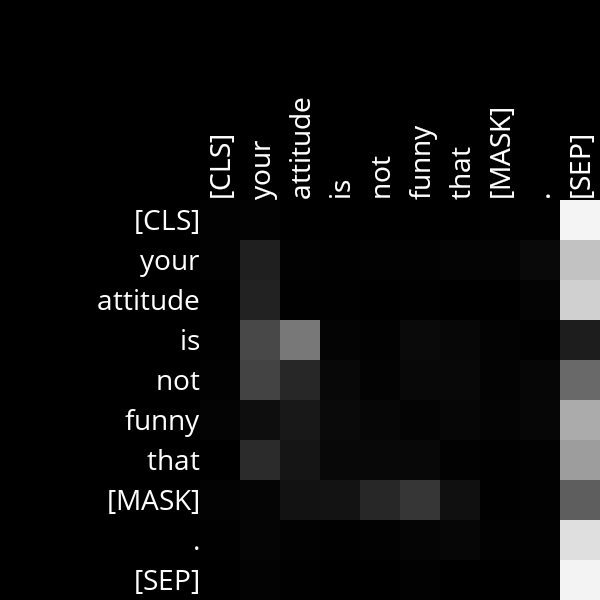 [CLS] your attitude is not funny that [MASK] . [SEP]
[CLS]
your
attitude
is
not
funny
that
[MASK]
.
[SEP]